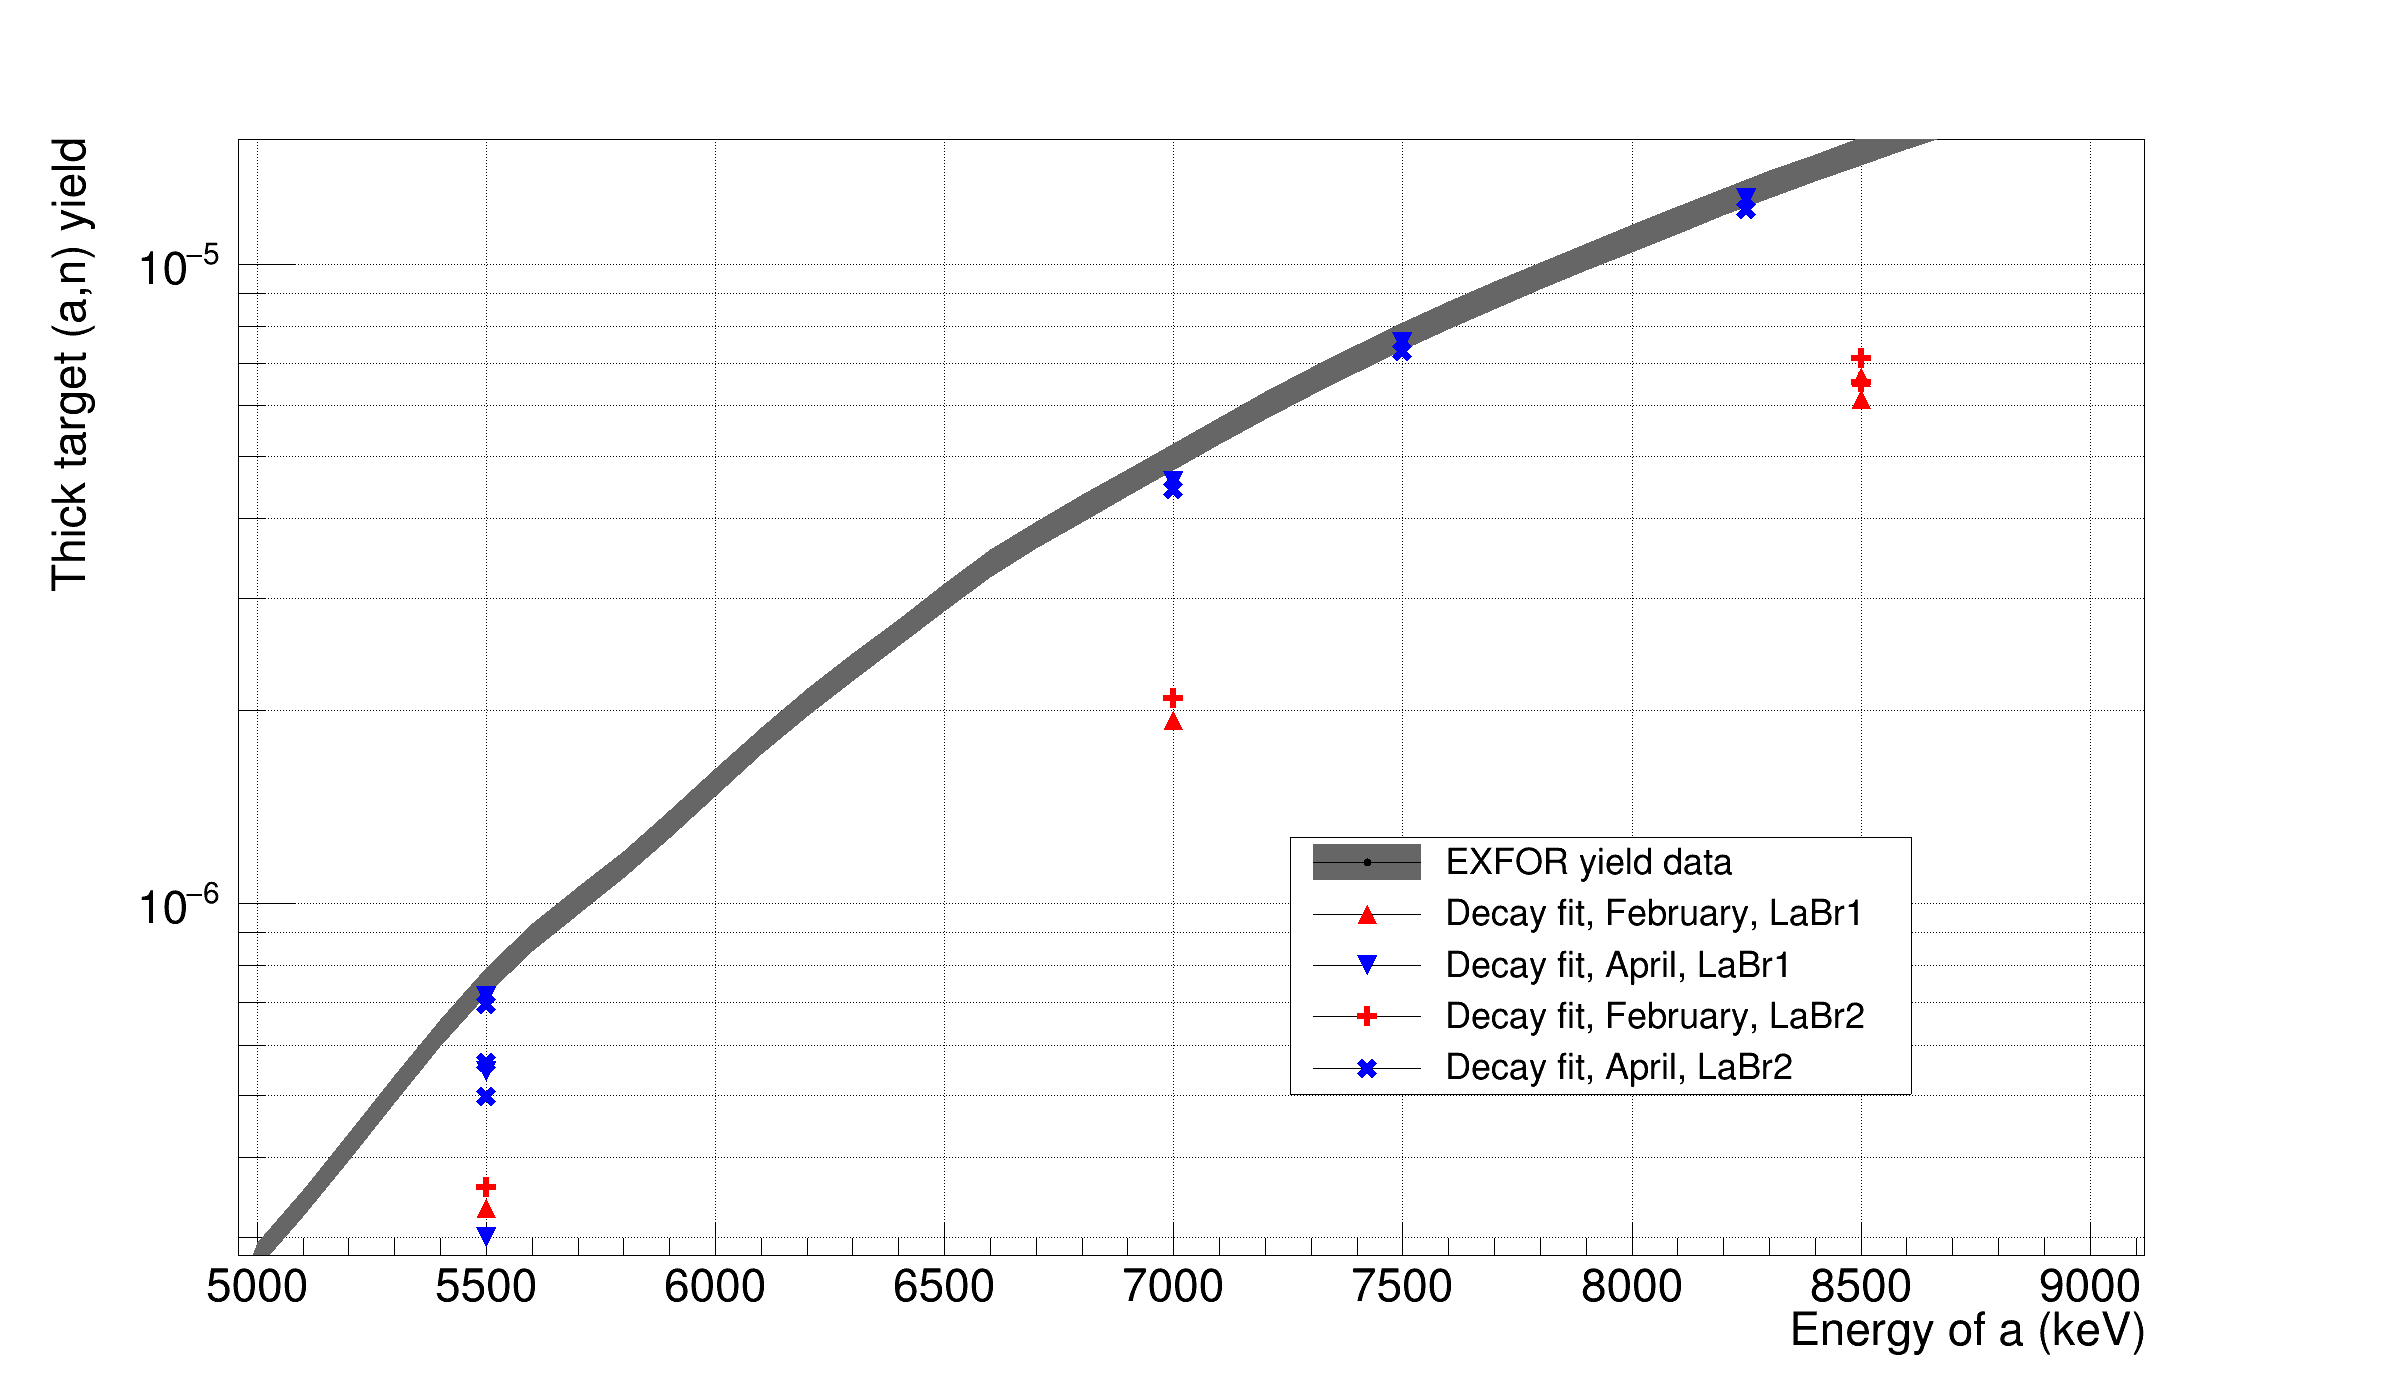 Thick target (a,n) yield
10−5
10−6
5000 5500 6000 6500 7000 7500 8000 8500 9000
Energy of a (keV)
EXFOR yield data
Decay fit, February, LaBr1
Decay fit, April, LaBr1
Decay fit, February, LaBr2
Decay fit, April, LaBr2